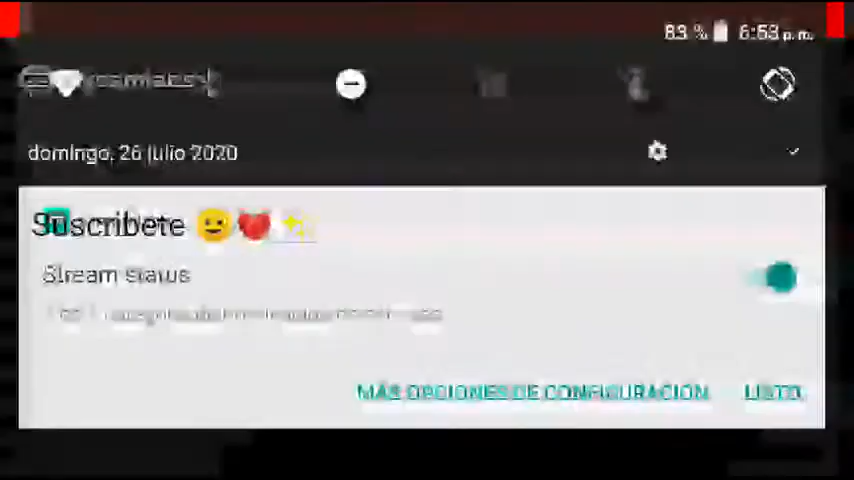 83 % 6:53 p. m.
domingo, 26 julio 2020
Suscribete 😉❤️✨
Stream status
MÁS OPCIONES DE CONFIGURACIÓN LISTO